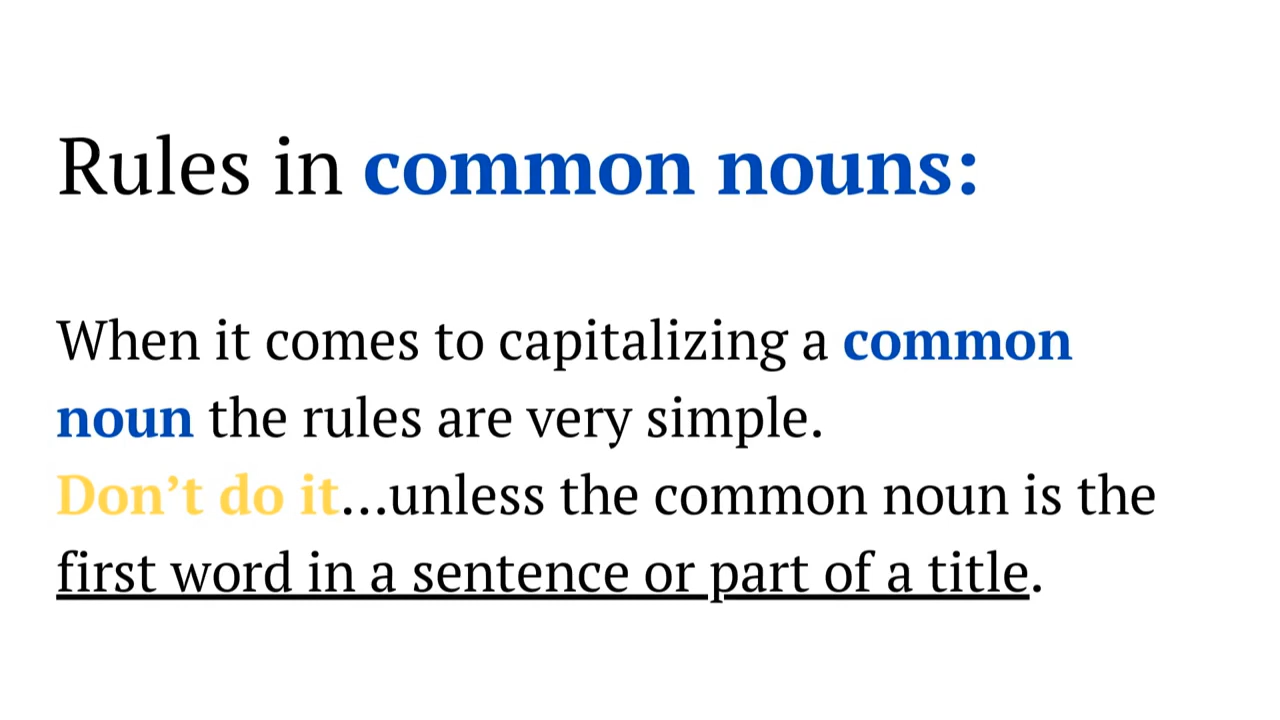 Rules in common nouns:
When it comes to capitalizing a common
noun the rules are very simple.
Don’t do it...unless the common noun is the
first word in a sentence or part of a title.